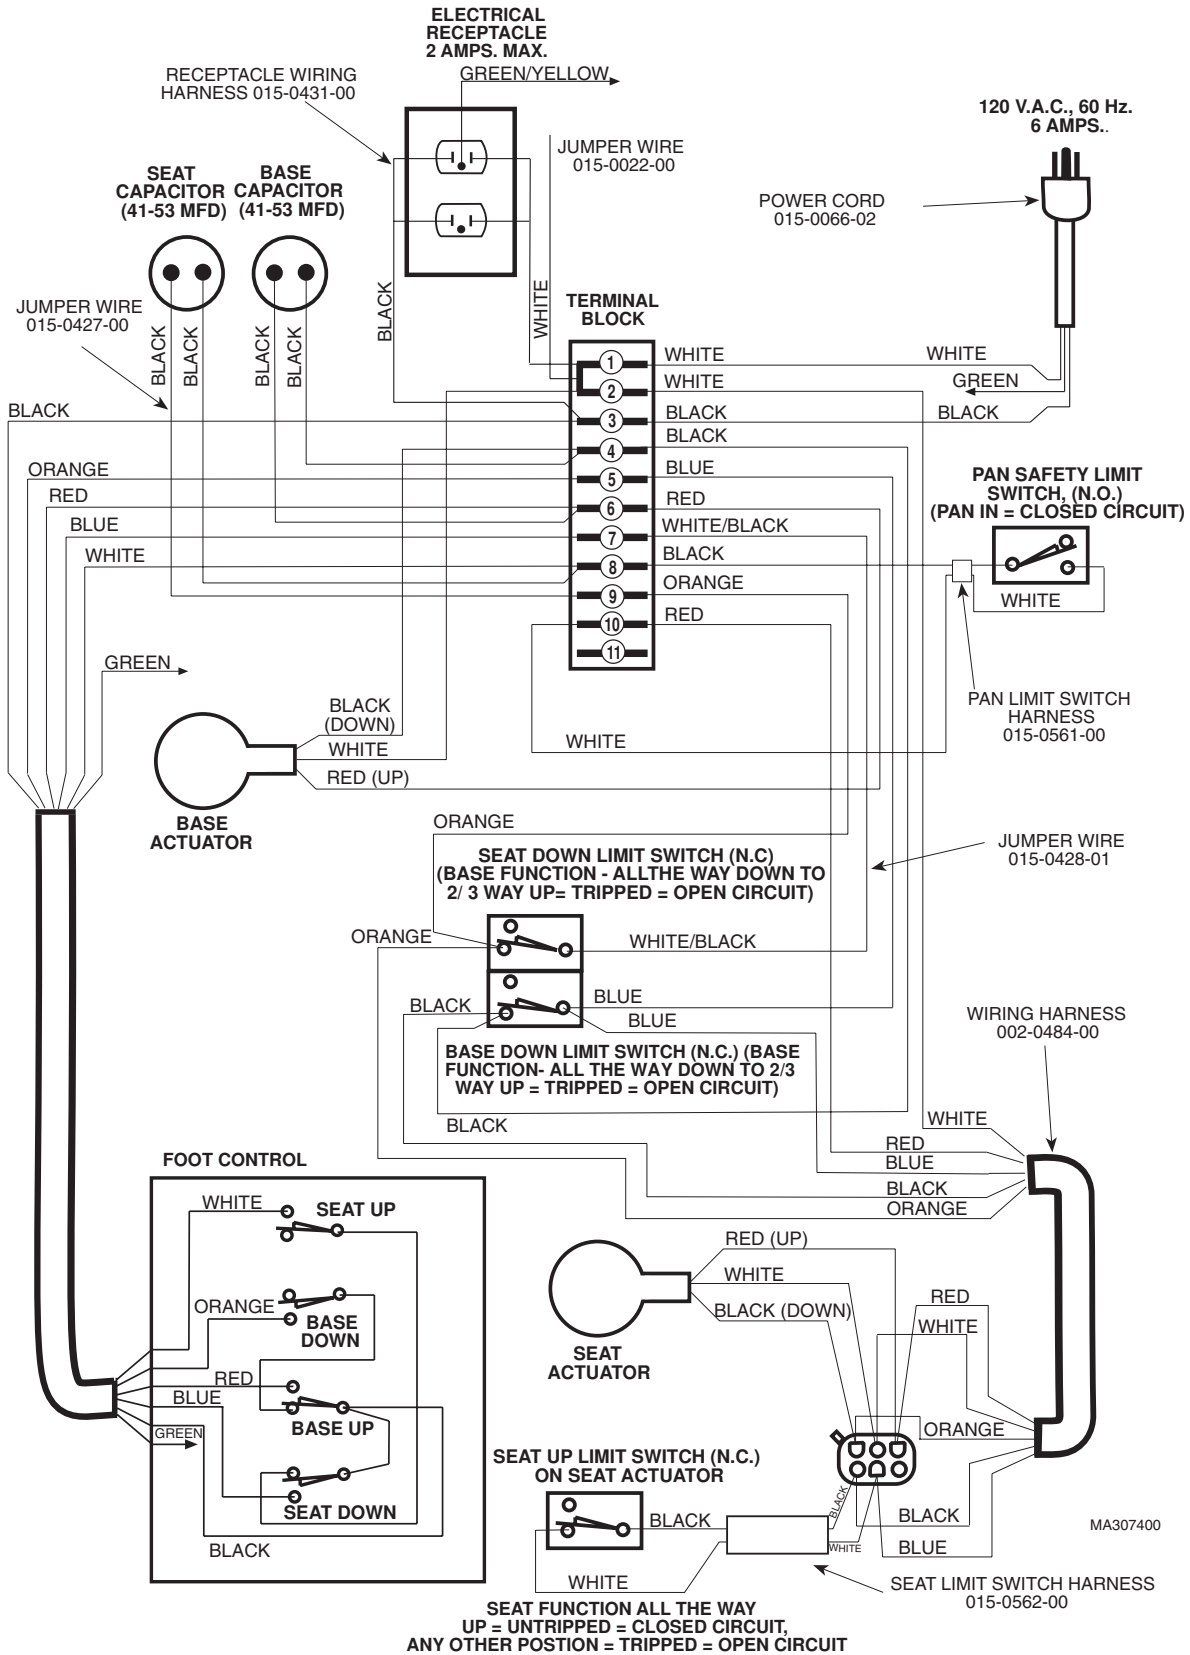 ELECTRICAL
RECEPTACLE
2 AMPS. MAX.
GREEN/YELLOW
RECEPTACLE WIRING
HARNESS 015-0431-00
JUMPER WIRE
015-0022-00
120 V.A.C., 60 Hz.
6 AMPS..
POWER CORD
015-0066-02
SEAT
CAPACITOR
(41-53 MFD)
BASE
CAPACITOR
(41-53 MFD)
JUMPER WIRE
015-0427-00
BLACK
BLACK
BLACK
BLACK
BLACK
WHITE
TERMINAL
BLOCK
1
2
3
4
5
6
7
8
9
10
11
WHITE
WHITE
BLACK
BLACK
BLUE
RED
WHITE/BLACK
BLACK
ORANGE
RED
WHITE
GREEN
BLACK
BLACK
ORANGE
RED
BLUE
WHITE
GREEN
PAN SAFETY LIMIT
SWITCH, (N.O.)
(PAN IN = CLOSED CIRCUIT)
WHITE
PAN LIMIT SWITCH
HARNESS
015-0561-00
BLACK
(DOWN)
WHITE
RED (UP)
WHITE
BASE
ACTUATOR
ORANGE
SEAT DOWN LIMIT SWITCH (N.C)
(BASE FUNCTION - ALLTHE WAY DOWN TO
2/ 3 WAY UP= TRIPPED = OPEN CIRCUIT)
JUMPER WIRE
015-0428-01
ORANGE
WHITE/BLACK
BLACK
BLUE
BLUE
WIRING HARNESS
002-0484-00
BASE DOWN LIMIT SWITCH (N.C.) (BASE
FUNCTION- ALL THE WAY DOWN TO 2/3
WAY UP = TRIPPED = OPEN CIRCUIT)
BLACK
WHITE
RED
BLUE
BLACK
ORANGE
FOOT CONTROL
WHITE
SEAT UP
ORANGE
BASE
DOWN
RED
BLUE
BASE UP
GREEN
SEAT DOWN
BLACK
RED (UP)
WHITE
BLACK (DOWN)
SEAT
ACTUATOR
RED
WHITE
ORANGE
SEAT UP LIMIT SWITCH (N.C.)
ON SEAT ACTUATOR
BLACK
BLACK
WHITE
BLACK
BLUE
WHITE
MA307400
SEAT LIMIT SWITCH HARNESS
015-0562-00
SEAT FUNCTION ALL THE WAY
UP = UNTRIPPED = CLOSED CIRCUIT,
ANY OTHER POSTION = TRIPPED = OPEN CIRCUIT